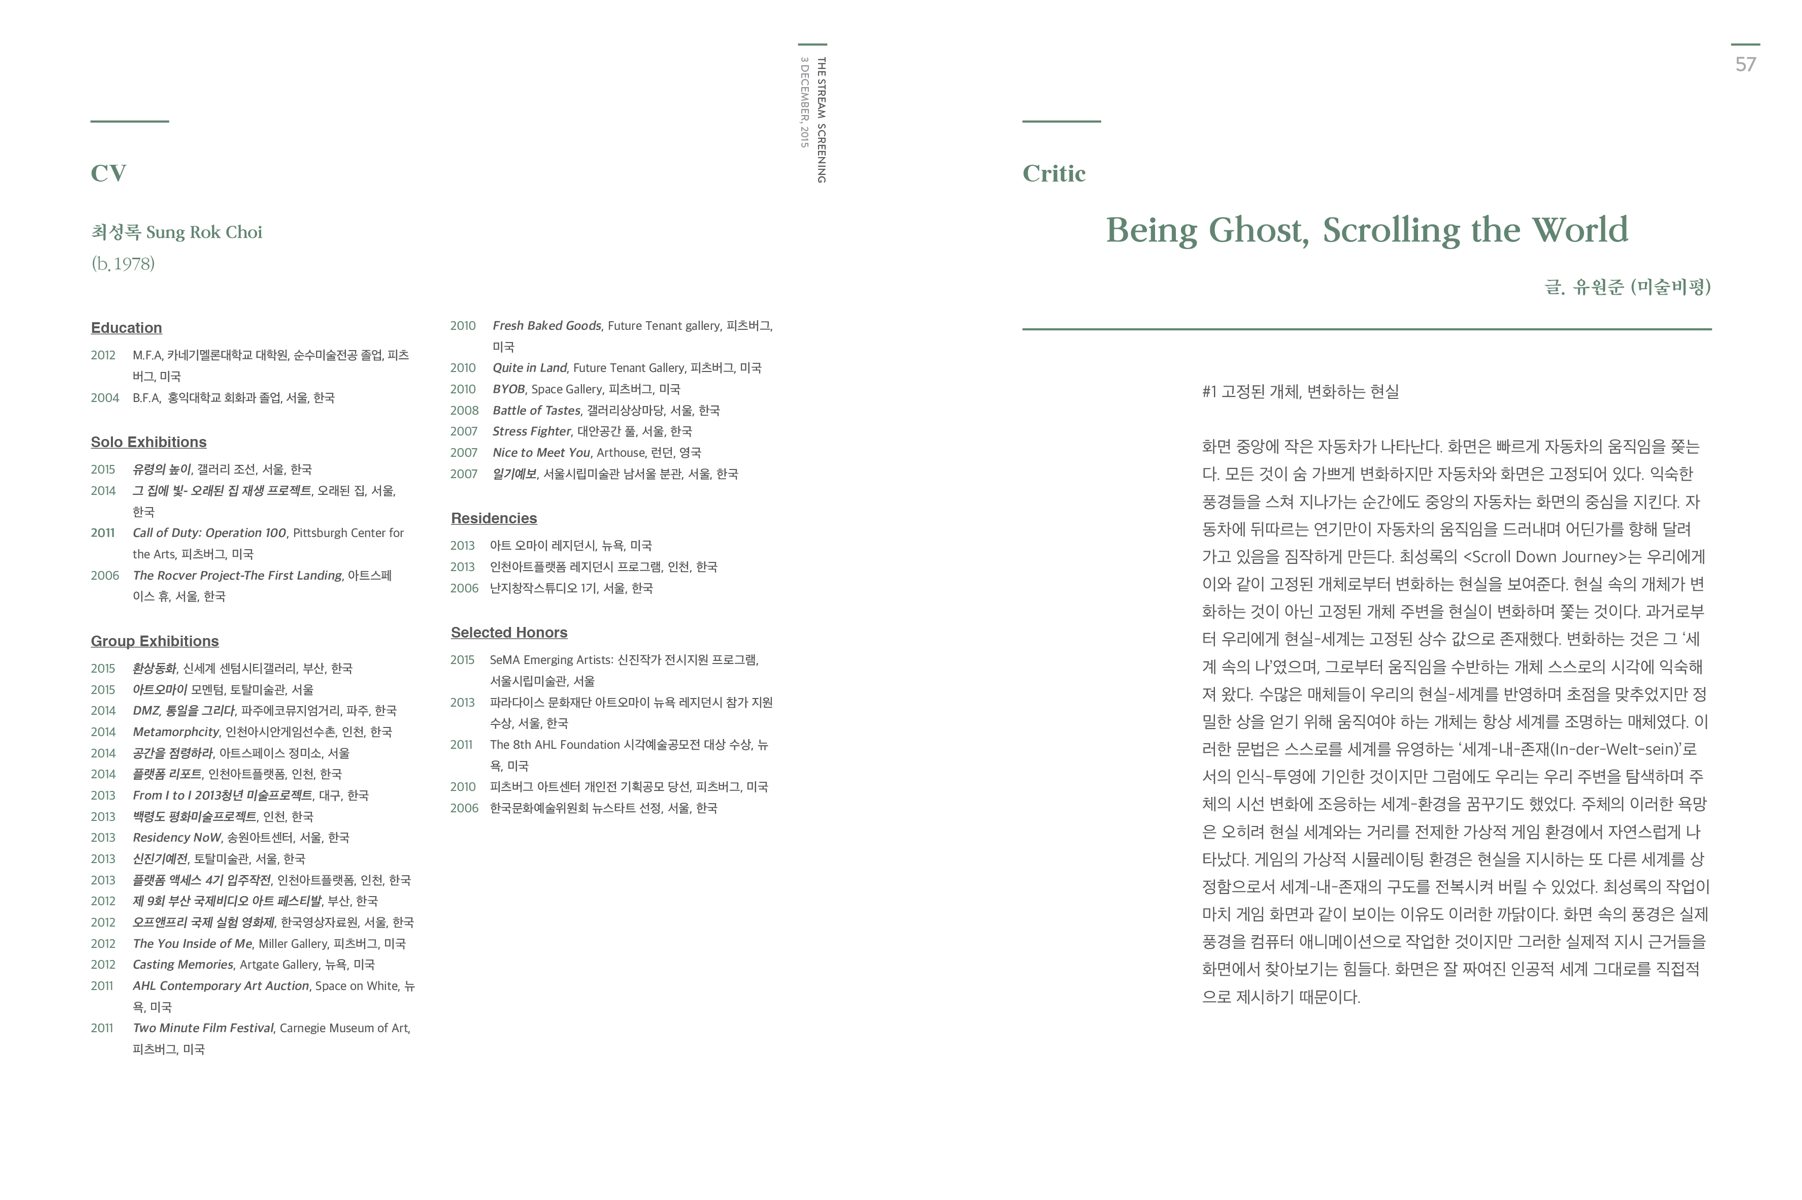 THE STREAM SCREENING
3 DECEMBER, 2015
CV
최성록 Sung Rok Choi
(b. 1978)
Education
2012 M.F.A, 카네기멜론대학교 대학원, 순수미술전공 졸업, 피츠
버그, 미국
2004 B.F.A, 홍익대학교 회화과 졸업, 서울, 한국
Solo Exhibitions
2015 유령의 높이, 갤러리 조선, 서울, 한국
2014 그 집에 빛- 오래된 집 재생 프로젝트, 오래된 집, 서울,
한국
2011 Call of Duty: Operation 100, Pittsburgh Center for
the Arts, 피츠버그, 미국
2006 The Rocver Project-The First Landing, 아트스페
이스 휴, 서울, 한국
Group Exhibitions
2015 환상동화, 신세계 센텀시티갤러리, 부산, 한국
2015 아트오마이 모멘텀, 토탈미술관, 서울
2014 DMZ, 통일을 그리다, 파주에코뮤지엄거리, 파주, 한국
2014 Metamorphcity, 인천아시안게임선수촌, 인천, 한국
2014 공간을 점령하라, 아트스페이스 정미소, 서울
2014 플랫폼 리포트, 인천아트플랫폼, 인천, 한국
2013 From I to I 2013청년 미술프로젝트, 대구, 한국
2013 백령도 평화미술프로젝트, 인천, 한국
2013 Residency NoW, 송원아트센터, 서울, 한국
2013 신진기예전, 토탈미술관, 서울, 한국
2013 플랫폼 액세스 4기 입주작전, 인천아트플랫폼, 인천, 한국
2012 제 9회 부산 국제비디오 아트 페스티발, 부산, 한국
2012 오프앤프리 국제 실험 영화제, 한국영상자료원, 서울, 한국
2012 The You Inside of Me, Miller Gallery, 피츠버그, 미국
2012 Casting Memories, Artgate Gallery, 뉴욕, 미국
2011 AHL Contemporary Art Auction, Space on White, 뉴
욕, 미국
2011 Two Minute Film Festival, Carnegie Museum of Art,
피츠버그, 미국
2010 Fresh Baked Goods, Future Tenant gallery, 피츠버그,
미국
2010 Quite in Land, Future Tenant Gallery, 피츠버그, 미국
2010 BYOB, Space Gallery, 피츠버그, 미국
2008 Battle of Tastes, 갤러리상상마당, 서울, 한국
2007 Stress Fighter, 대안공간 풀, 서울, 한국
2007 Nice to Meet You, Arthouse, 런던, 영국
2007 일기예보, 서울시립미술관 남서울 분관, 서울, 한국
Residencies
2013 아트 오마이 레지던시, 뉴욕, 미국
2013 인천아트플랫폼 레지던시 프로그램, 인천, 한국
2006 난지창작스튜디오 1기, 서울, 한국
Selected Honors
2015 SeMA Emerging Artists: 신진작가 전시지원 프로그램,
서울시립미술관, 서울
2013 파라다이스 문화재단 아트오마이 뉴욕 레지던시 참가 지원
수상, 서울, 한국
2011 The 8th AHL Foundation 시각예술공모전 대상 수상, 뉴
욕, 미국
2010 피츠버그 아트센터 개인전 기획공모 당선, 피츠버그, 미국
2006 한국문화예술위원회 뉴스타트 선정, 서울, 한국
57
Critic
Being Ghost, Scrolling the World
글. 유원준 (미술비평)
#1 고정된 개체, 변화하는 현실
화면 중앙에 작은 자동차가 나타난다. 화면은 빠르게 자동차의 움직임을 쫓는
다. 모든 것이 숨 가쁘게 변화하지만 자동차와 화면은 고정되어 있다. 익숙한
풍경들을 스쳐 지나가는 순간에도 중앙의 자동차는 화면의 중심을 지킨다. 자
동차에 뒤따르는 연기만이 자동차의 움직임을 드러내며 어딘가를 향해 달려
가고 있음을 짐작하게 만든다. 최성록의 <Scroll Down Journey>는 우리에게
이와 같이 고정된 개체로부터 변화하는 현실을 보여준다. 현실 속의 개체가 변
화하는 것이 아닌 고정된 개체 주변을 현실이 변화하며 쫓는 것이다. 과거로부
터 우리에게 현실-세계는 고정된 상수 값으로 존재했다. 변화하는 것은 그 ‘세
계 속의 나’였으며, 그로부터 움직임을 수반하는 개체 스스로의 시각에 익숙해
져 왔다. 수많은 매체들이 우리의 현실-세계를 반영하며 초점을 맞추었지만 정
밀한 상을 얻기 위해 움직여야 하는 개체는 항상 세계를 조명하는 매체였다. 이
러한 문법은 스스로를 세계를 유영하는 ‘세계-내-존재(In-der-Welt-sein)’로
서의 인식-투영에 기인한 것이지만 그럼에도 우리는 우리 주변을 탐색하며 주
체의 시선 변화에 조응하는 세계-환경을 꿈꾸기도 했었다. 주체의 이러한 욕망
은 오히려 현실 세계와는 거리를 전제한 가상적 게임 환경에서 자연스럽게 나
타났다. 게임의 가상적 시뮬레이팅 환경은 현실을 지시하는 또 다른 세계를 상
정함으로서 세계-내-존재의 구도를 전복시켜 버릴 수 있었다. 최성록의 작업이
마치 게임 화면과 같이 보이는 이유도 이러한 까닭이다. 화면 속의 풍경은 실제
풍경을 컴퓨터 애니메이션으로 작업한 것이지만 그러한 실제적 지시 근거들을
화면에서 찾아보기는 힘들다. 화면은 잘 짜여진 인공적 세계 그대로를 직접적
으로 제시하기 때문이다.